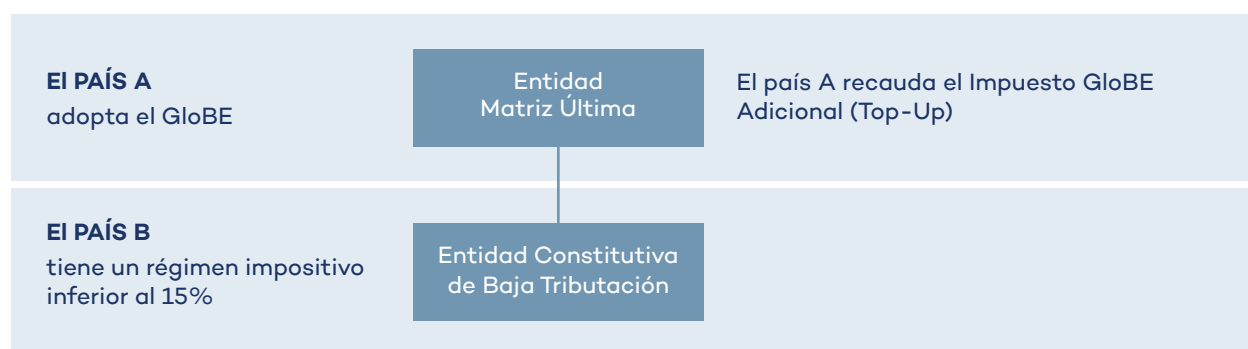 El PAÍS A
adopta el GloBE
Entidad
Matriz Última
El país A recauda el Impuesto GloBE
Adicional (Top-Up)
El PAÍS B
tiene un régimen impositivo
inferior al 15%
Entidad Constitutiva
de Baja Tributación